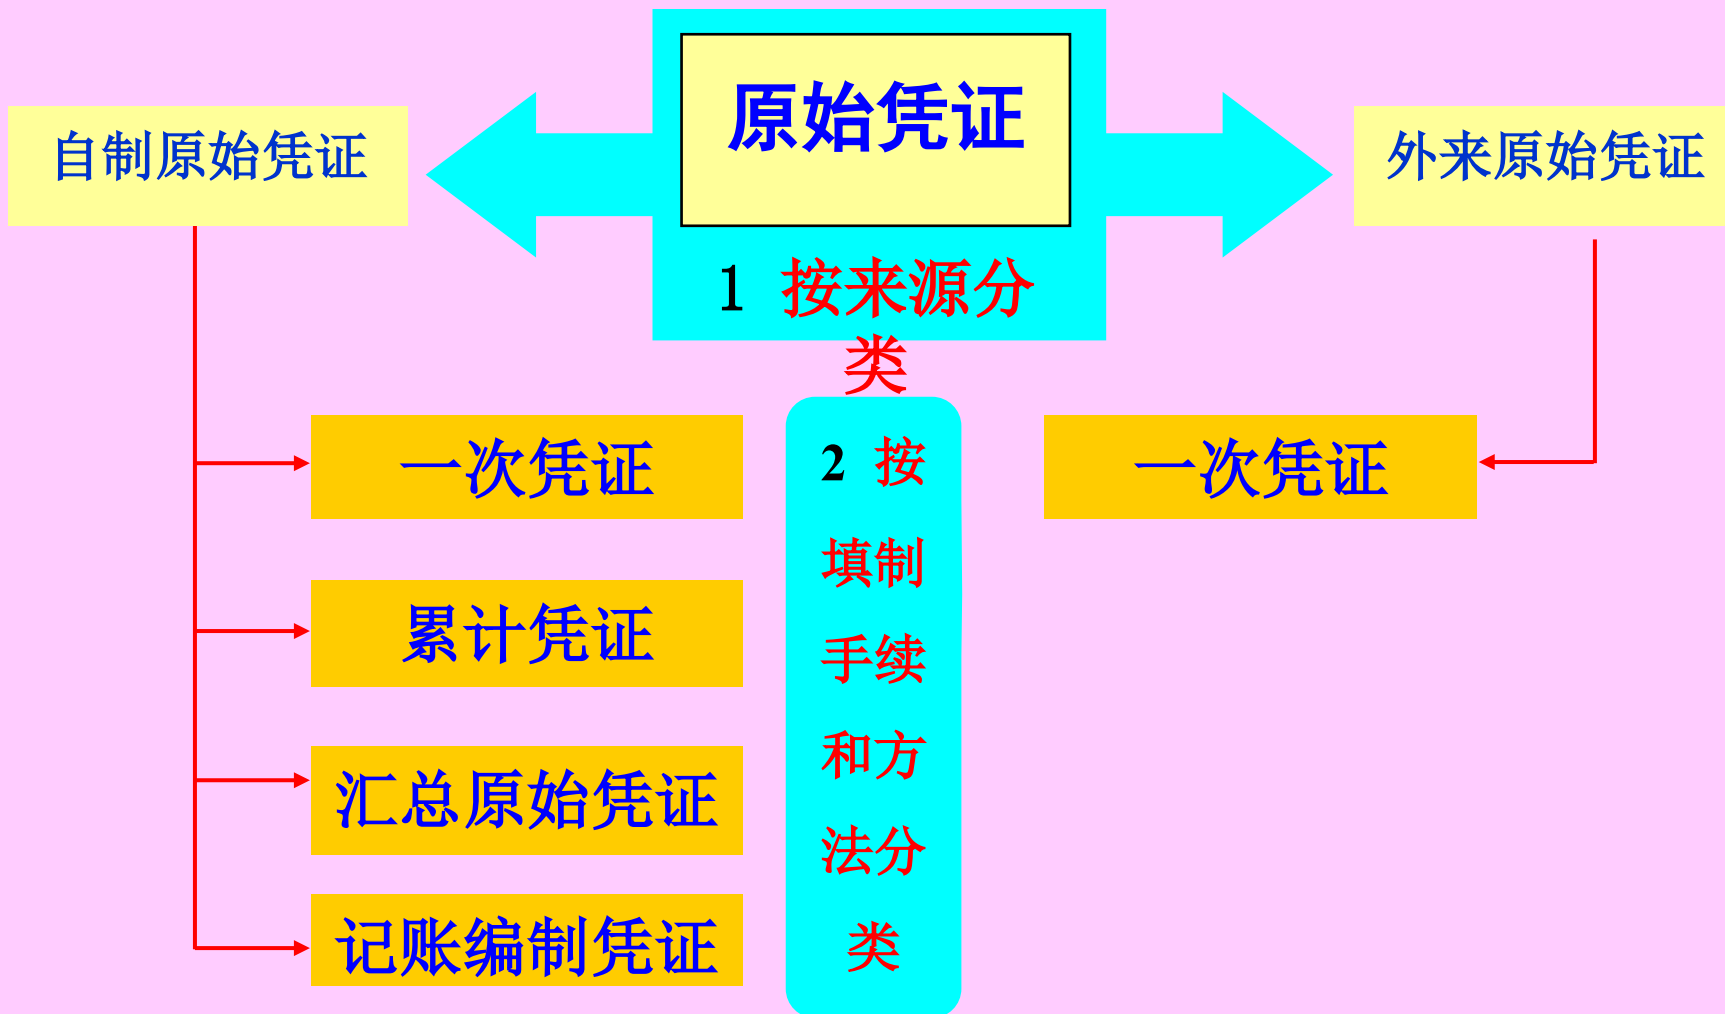 原始凭证
自制原始凭证
外来原始凭证
1 按来源分
类
一次凭证
累计凭证
汇总原始凭证
记账编制凭证
2 按
填制
手续
和方
法分
类
一次凭证